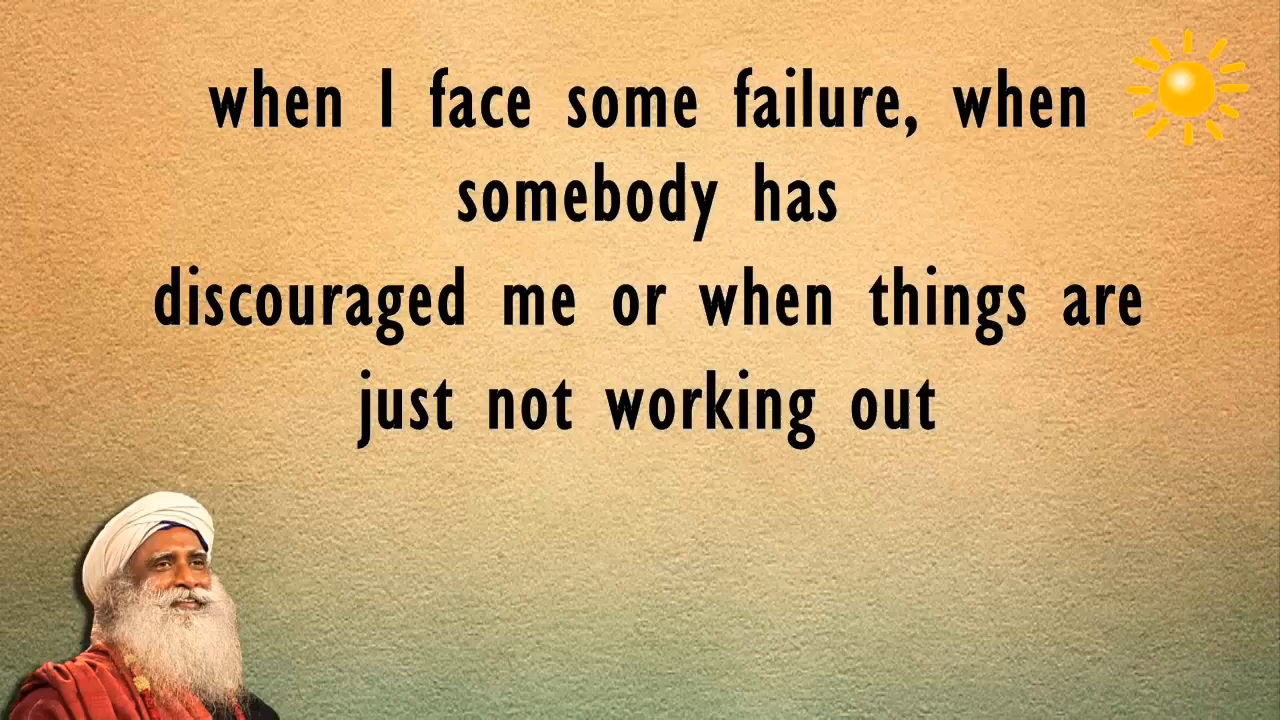 when I face some failure, when
somebody has
discouraged me or when things are
just not working out